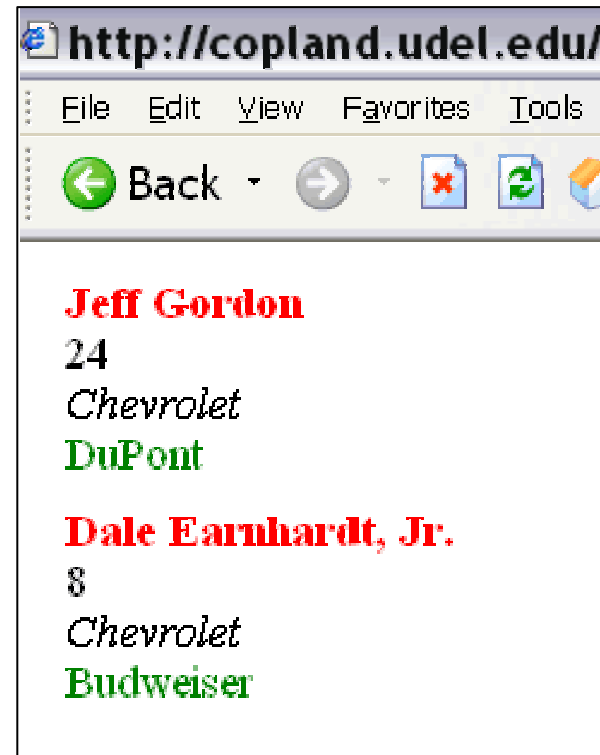 http://copland.udel.edu/
File Edit View Favorites Tools
Back
Jeff Gordon
24
Chevrolet
DuPont
Dale Earnhardt, Jr.
8
Chevrolet
Budweiser